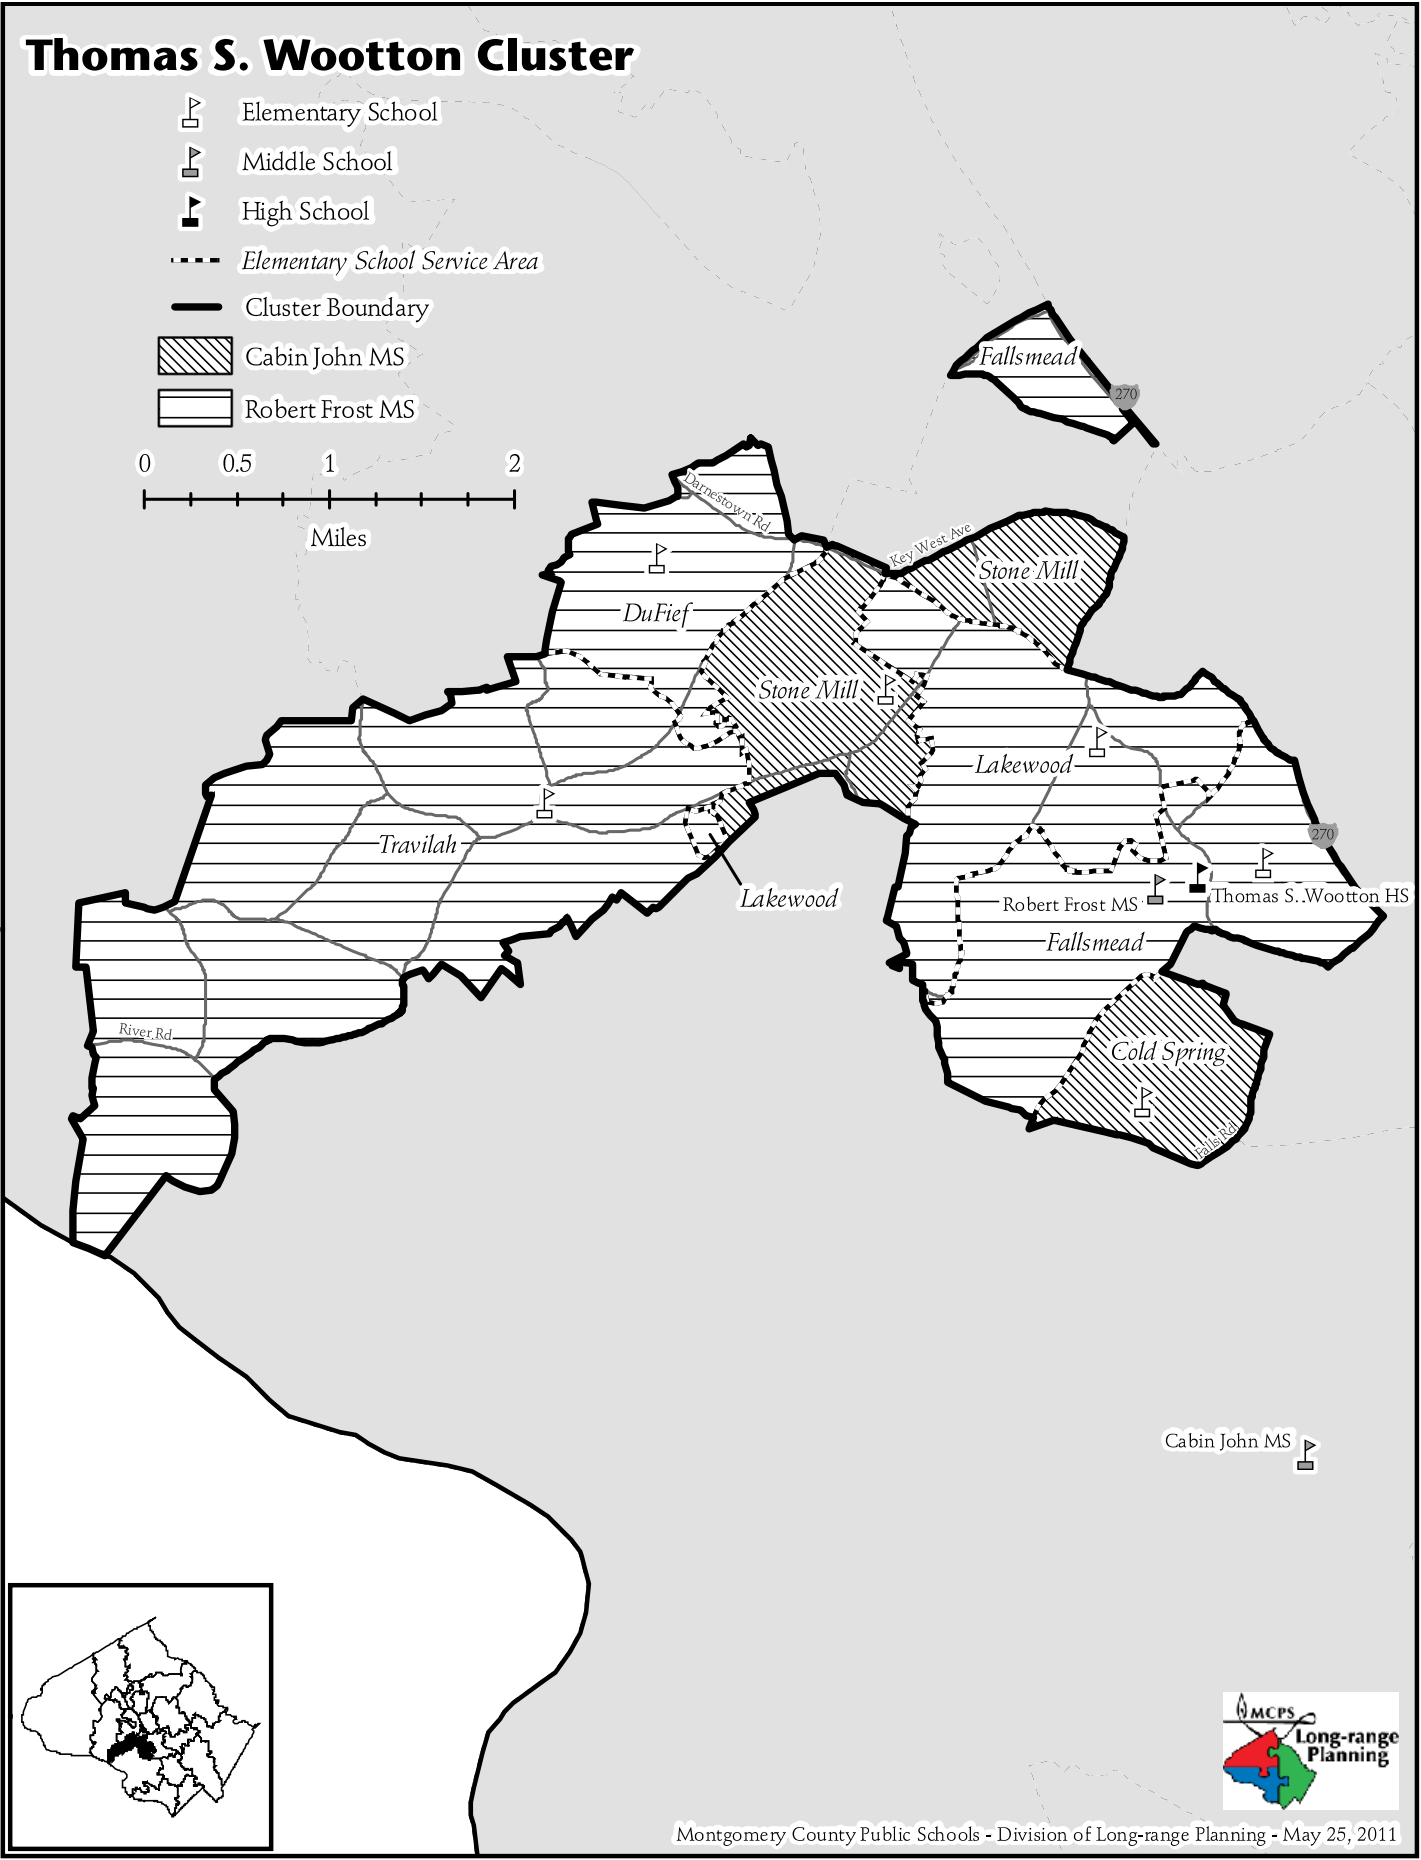 Thomas S. Wootton Cluster
Elementary School
Middle School
High School
Elementary School Service Area
Cluster Boundary
Cabin John MS
Robert Frost MS
0 0.5 1 2
Miles
Fallsmead
270
Darnestown Rd
Key West Ave
Stone Mill
DuFief
Stone Mill
Lakewood
Travilah
270
Lakewood
Thomas S. Wootton HS
Robert Frost MS
Fallsmead
River Rd
Cold Spring
Falls Rd
Cabin John MS
MCPS
Long-range
Planning
Montgomery County Public Schools - Division of Long-range Planning - May 25, 2011